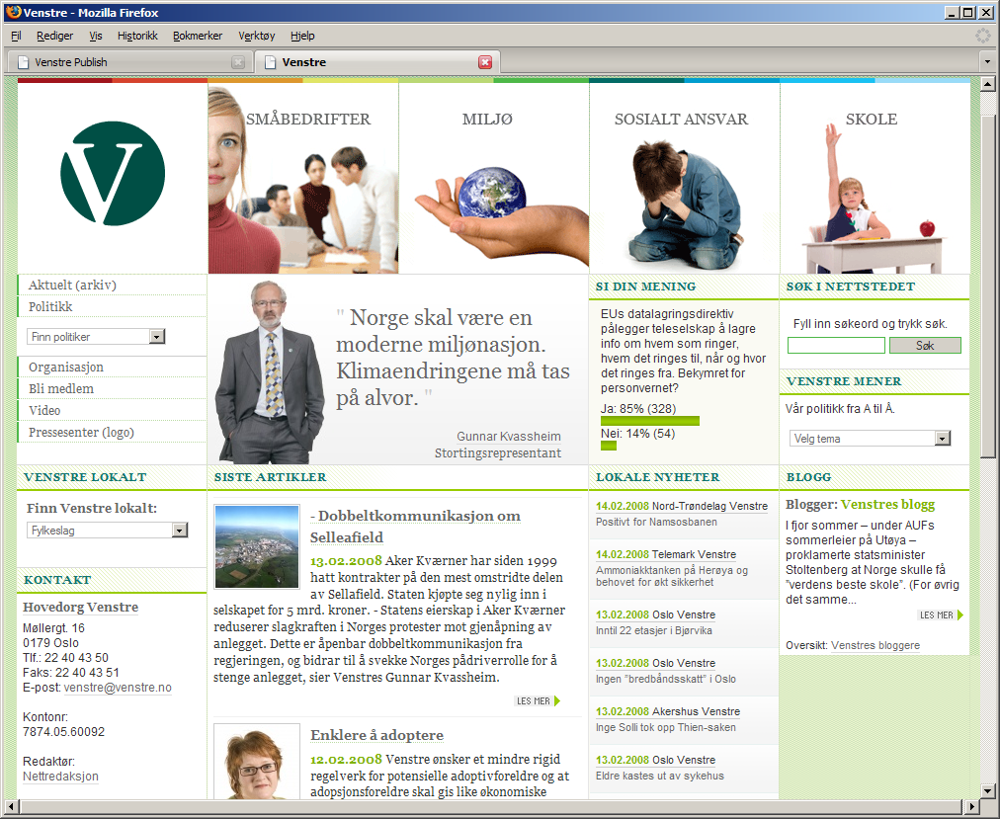 Venstre - Mozilla Firefox
Fil Rediger Vis Historikk Bokmerker Verktøy Hjelp
Venstre Publish
Venstre
V
SMÅBEDRIFTER
MILJØ
SOSIALT ANSVAR
SKOLE
Aktuelt (arkiv)
Politikk
Finn politiker
Organisasjon
Bli medlem
Video
Pressesenter (logo)
" Norge skal være en
moderne miljønasjon.
Klimaendringene må tas
på alvor. "
Gunnar Kvassheim
Stortingsrepresentant
SI DIN MENING
EUs datalagringsdirektiv
pålegger teleselskap å lagre
info om hvem som ringer,
hvem det ringes til, når og hvor
det ringes fra. Bekymret for
personvernet?
Ja: 85% (328)
Nei: 14% (54)
SØK I NETTSTEDET
Fyll inn søkeord og trykk søk.
Søk
VENSTRE MENER
Vår politikk fra A til Å.
Velg tema
VENSTRE LOKALT
Finn Venstre lokalt:
Fylkeslag
KONTAKT
Hovedorg Venstre
Møllergt. 16
0179 Oslo
Tlf.: 22 40 43 50
Faks: 22 40 43 51
E-post: venstre@venstre.no
Kontonr:
7874.05.60092
Redaktør:
Nettredaksjon
SISTE ARTIKLER
- Dobbeltkommunikasjon om
Selleafield
13.02.2008 Aker Kværner har siden 1999
hatt kontrakter på den mest omstridte delen
av Sellafield. Staten kjøpte seg nylig inn i
selskapet for 5 mrd. kroner. - Statens eierskap i Aker Kværner
reduserer slagkraften i Norges protester mot gjenåpning av
anlegget. Dette er åpenbar dobbeltkommunikasjon fra
regjeringen, og bidrar til å svekke Norges pådriverrolle for å
stenge anlegget, sier Venstres Gunnar Kvassheim.
LES MER
Enklere å adoptere
12.02.2008 Venstre ønsker et mindre rigid
regelverk for potensielle adoptivforeldre og at
adopsjonsforeldre skal gis like økonomiske
LOKALE NYHETER
14.02.2008 Nord-Trøndelag Venstre
Positivt for Namsosbanen
14.02.2008 Telemark Venstre
Ammoniakktanken på Herøya og
behovet for økt sikkerhet
13.02.2008 Oslo Venstre
Inntil 22 etasjer i Bjørvika
13.02.2008 Oslo Venstre
Ingen "bredbåndsskatt" i Oslo
13.02.2008 Akershus Venstre
Inge Solli tok opp Thien-saken
13.02.2008 Oslo Venstre
Eldre kastes ut av sykehus
BLOGG
Blogger: Venstres blogg
I fjor sommer – under AUFs
sommerleier på Utøya –
proklamerte statsminister
Stoltenberg at Norge skulle få
"verdens beste skole". (For øvrig
det samme...
LES MER
Oversikt: Venstres bloggere